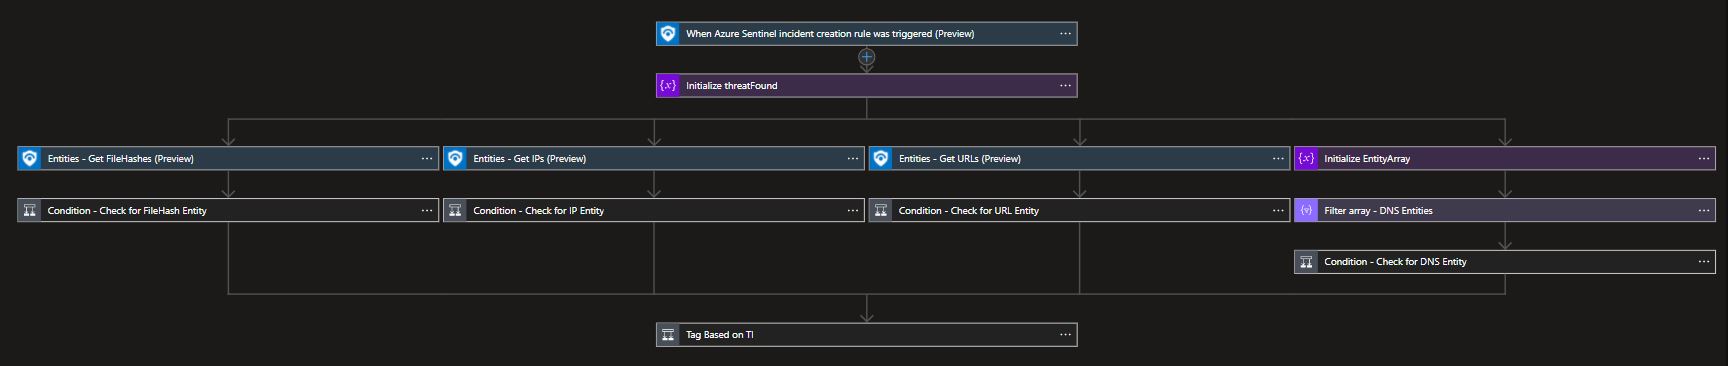 When Azure Sentinel incident creation rule was triggered (Preview)
{x} Initialize threatFound
Entities - Get FileHashes (Preview)
Entities - Get IPs (Preview)
Entities - Get URLs (Preview)
{x} Initialize EntityArray
Condition - Check for FileHash Entity
Condition - Check for IP Entity
Condition - Check for URL Entity
Filter array - DNS Entities
Condition - Check for DNS Entity
Tag Based on TI